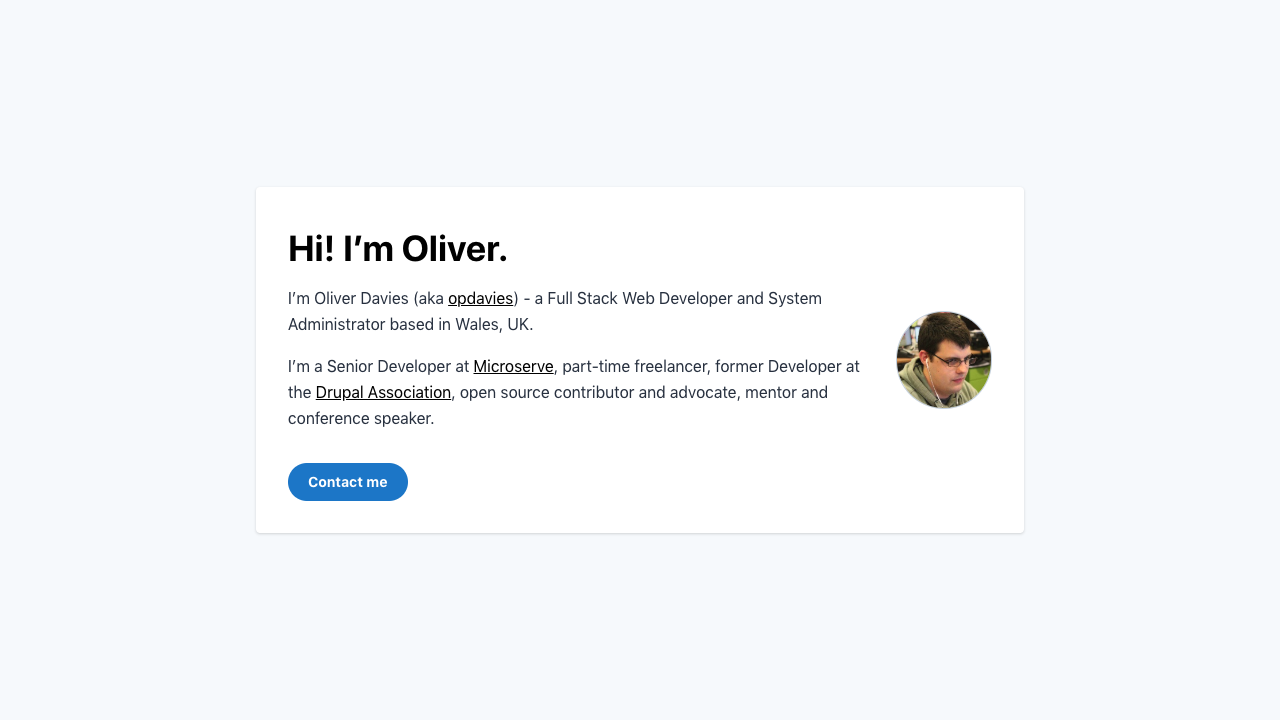 Hi! I’m Oliver.
I’m Oliver Davies (aka opdavies) - a Full Stack Web Developer and System
Administrator based in Wales, UK.
I’m a Senior Developer at Microserve, part-time freelancer, former Developer at
the Drupal Association, open source contributor and advocate, mentor and
conference speaker.
Contact me